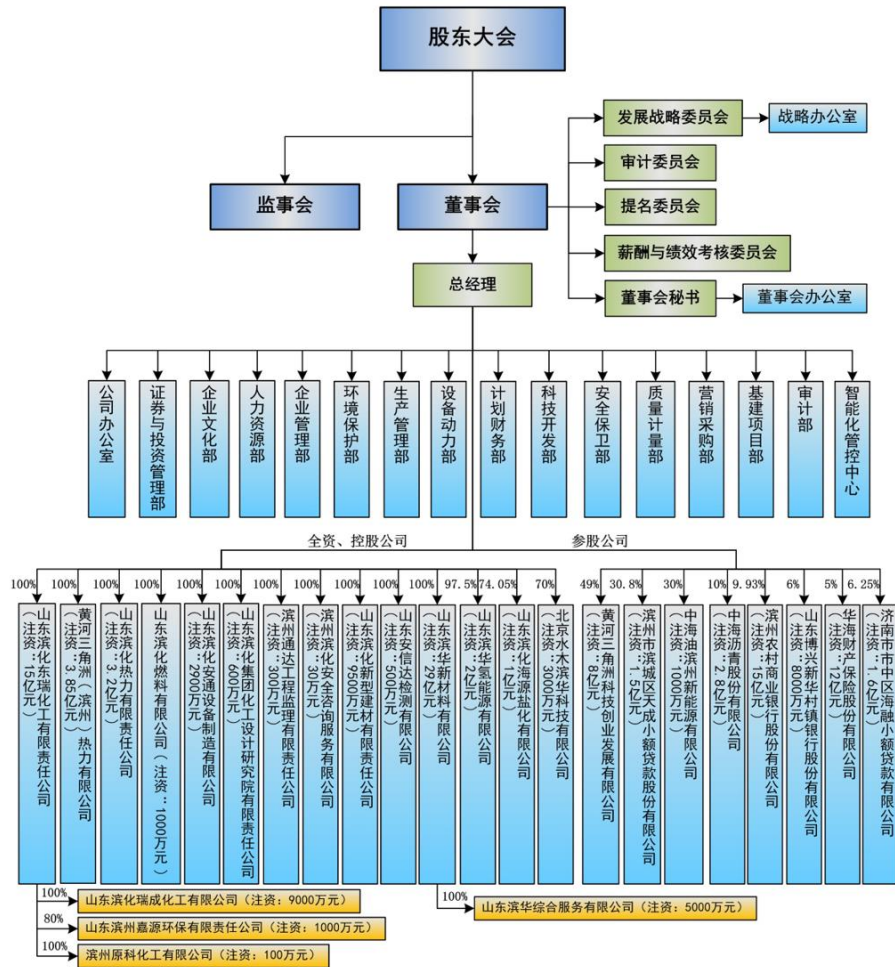 股东大会
监事会
董事会
发展战略委员会
战略办公室
审计委员会
提名委员会
薪酬与绩效考核委员会
董事会秘书
董事会办公室
总经理
公司办公室
证券与投资管理部
企业文化部
人力资源部
企业管理部
环境保护部
生产管理部
设备动力部
计划财务部
科技开发部
安全保卫部
质量计量部
营销采购部
基建项目部
审计部
智能化管控中心
全资、控股公司
参股公司
100%
山东滨化东瑞化工有限责任公司
（注资：15亿元）
100%
黄河三角洲（滨州）热力有限公司
（注资：3.85亿元）
100%
山东滨化热力有限责任公司
（注资：3.2亿元）
100%
山东滨化燃料有限公司（注资：1000万元）
100%
山东滨化安通设备制造有限公司
（注资：2900万元）
100%
山东滨化集团化工设计研究院有限责任公司
（注资：600万元）
100%
滨州通达工程监理有限责任公司
（注资：300万元）
100%
滨州滨化安全咨询服务有限公司
（注资：30万元）
100%
山东滨化新型建材有限责任公司
（注资：9500万元）
100%
山东安信达检测有限公司
（注资：500万元）
100%
山东滨华新材料有限公司
（注资：29亿元）
97.5%
山东滨华氢能源有限公司
（注资：2亿元）
74.05%
山东滨化海源盐化有限公司
（注资：1亿元）
70%
北京水木滨华科技有限公司
（注资：3000万元）
49%
黄河三角洲科技创业发展有限公司
（注资：8亿元）
30.8%
滨州市滨城区天成小额贷款股份有限公司
（注资：1.5亿元）
30%
中海油滨州新能源有限公司
（注资：1000万元）
10%
中海沥青股份有限公司
（注资：2.8亿元）
9.93%
滨州农村商业银行股份有限公司
（注资：15亿元）
6%
山东博兴新华村镇银行股份有限公司
（注资：8000万元）
5%
华海财产保险股份有限公司
（注资：12亿元）
6.25%
济南市市中区海融小额贷款有限公司
（注资：1.6亿元）
100%
山东滨化瑞成化工有限公司（注资：9000万元）
80%
山东滨州嘉源环保有限责任公司（注资：1000万元）
100%
滨州原科化工有限公司（注资：100万元）
100%
山东滨华综合服务有限公司（注资：5000万元）